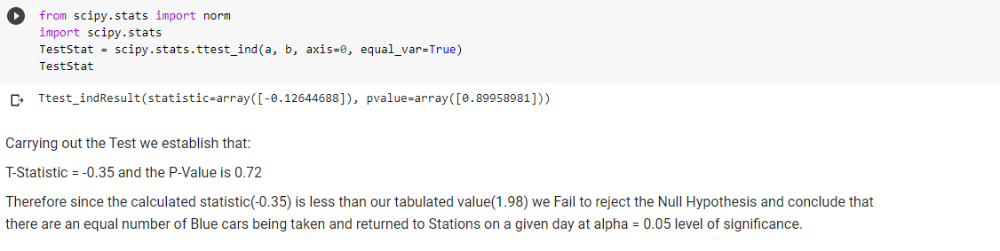 from scipy.stats import norm
import scipy.stats
TestStat = scipy.stats.ttest_ind(a, b, axis=0, equal_var=True)
TestStat
Ttest_indResult(statistic=array([-0.12644688]), pvalue=array([0.89958981]))
Carrying out the Test we establish that:
T-Statistic = -0.35 and the P-Value is 0.72
Therefore since the calculated statistic(-0.35) is less than our tabulated value(1.98) we Fail to reject the Null Hypothesis and conclude that
there are an equal number of Blue cars being taken and returned to Stations on a given day at alpha = 0.05 level of significance.